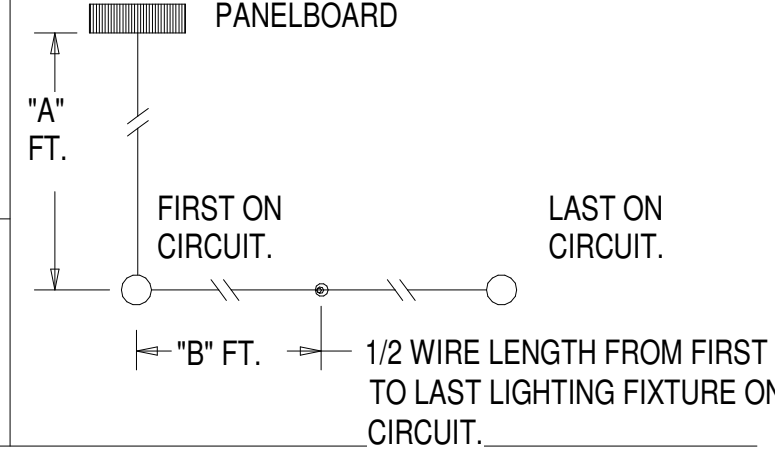 PANELBOARD
"A"
FT.
FIRST ON
CIRCUIT.
LAST ON
CIRCUIT.
"B" FT.
1/2 WIRE LENGTH FROM FIRST
TO LAST LIGHTING FIXTURE ON
CIRCUIT.